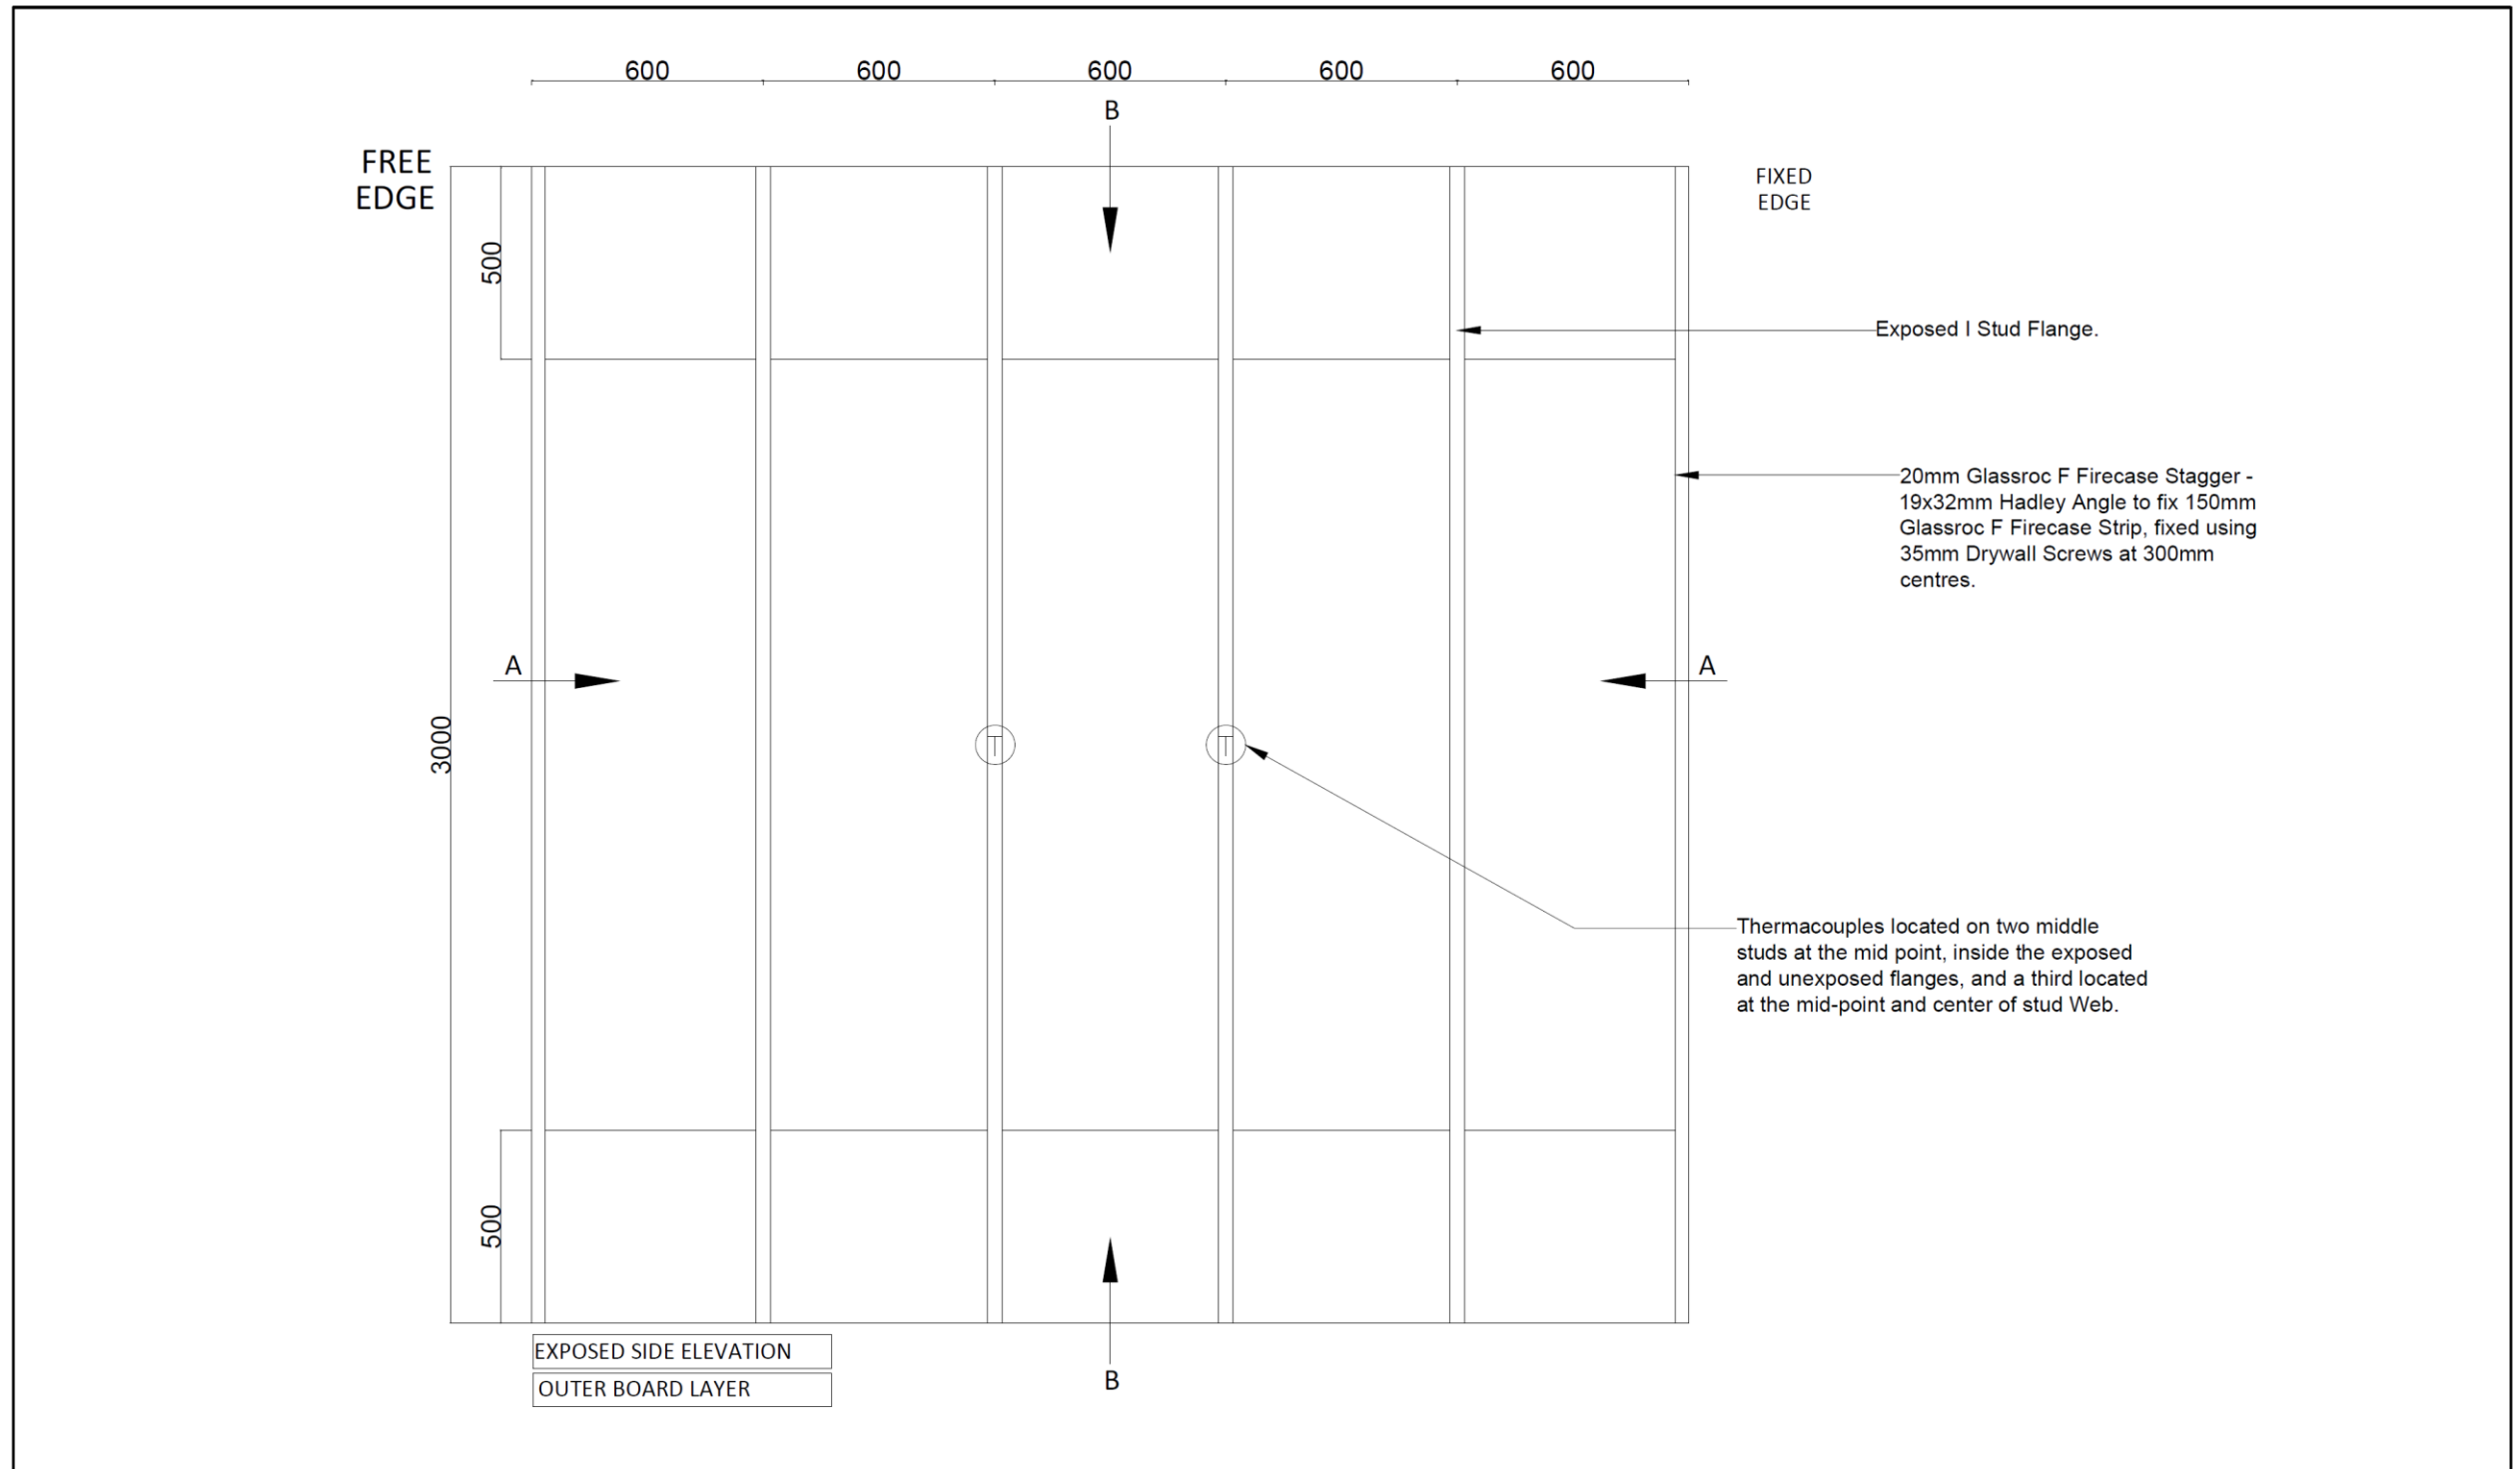 600
600
600
600
600
B
FREE
EDGE
FIXED
EDGE
500
Exposed I Stud Flange.
20mm Glassroc F Firecase Stagger -
19x32mm Hadley Angle to fix 150mm
Glassroc F Firecase Strip, fixed using
35mm Drywall Screws at 300mm
centres.
A
A
3000
T
T
Thermacouples located on two middle
studs at the mid point, inside the exposed
and unexposed flanges, and a third located
at the mid-point and center of stud Web.
500
EXPOSED SIDE ELEVATION
OUTER BOARD LAYER
B